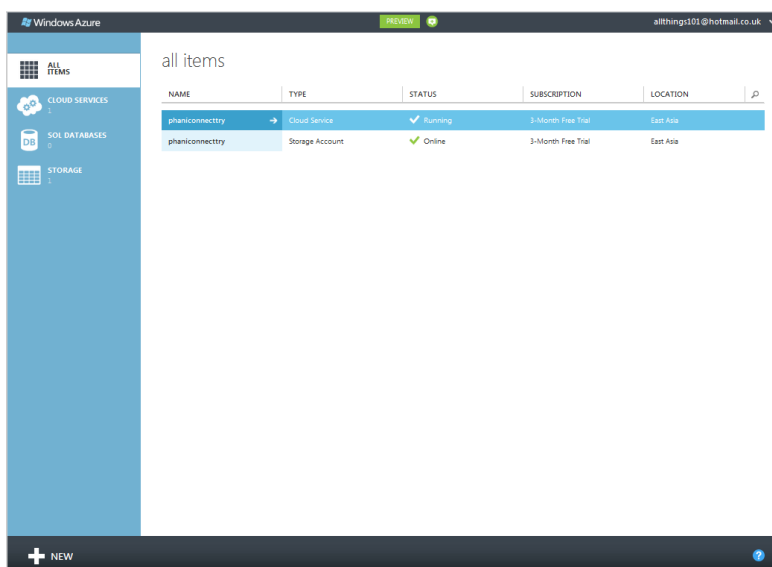 Windows Azure
PREVIEW
allthings101@hotmail.co.uk
ALL
ITEMS
CLOUD SERVICES
1
SQL DATABASES
0
STORAGE
1
all items
NAME TYPE STATUS SUBSCRIPTION LOCATION
phaniconnecttry Cloud Service Running 3-Month Free Trial East Asia
phaniconnecttry Storage Account Online 3-Month Free Trial East Asia
DB
NEW
?